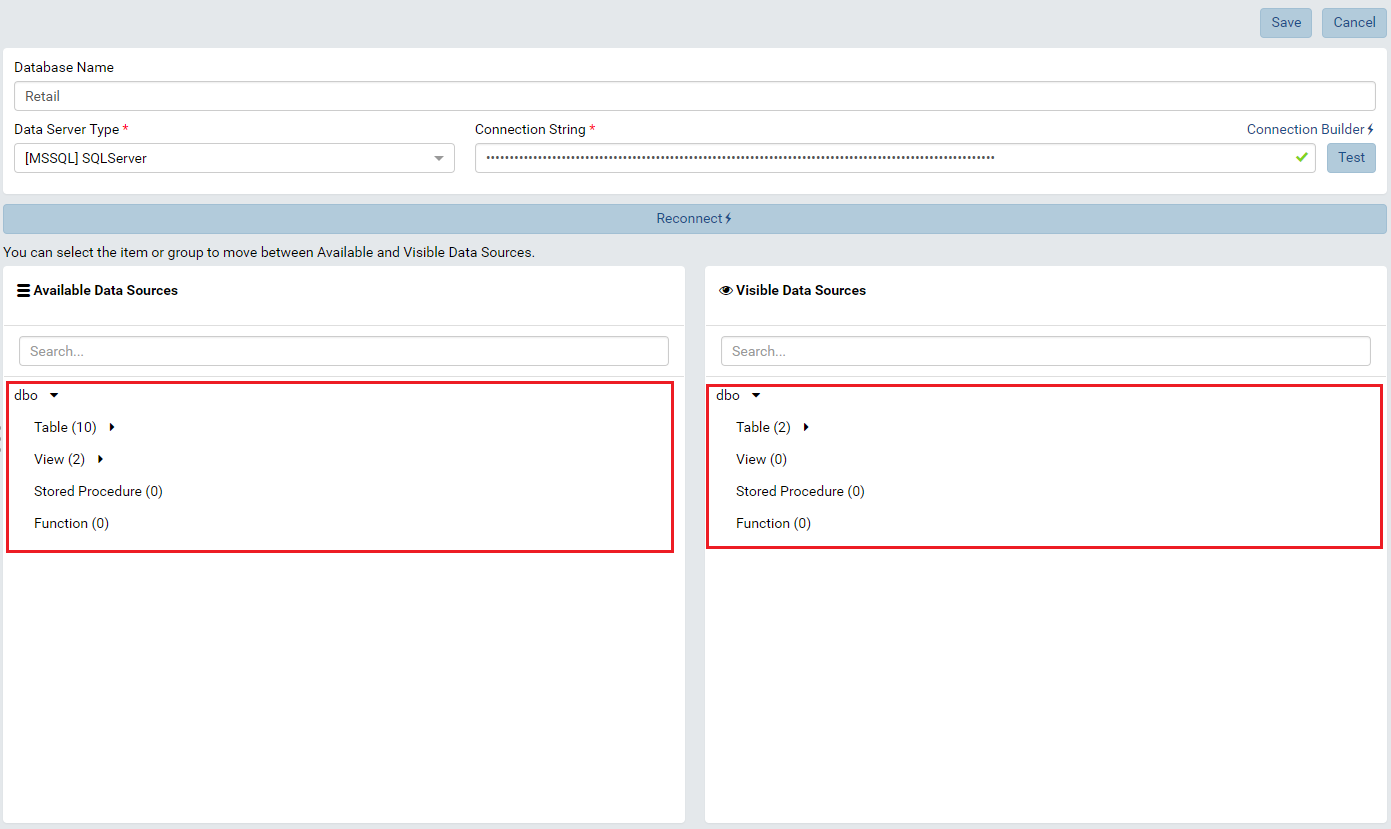 Save Cancel
Database Name
Retail
Data Server Type * Connection String * Connection Builder
[MSSQL] SQLServer Test
Reconnect
You can select the item or group to move between Available and Visible Data Sources.
Available Data Sources
Search...
dbo
Table (10)
View (2)
Stored Procedure (0)
Function (0)
Visible Data Sources
Search...
dbo
Table (2)
View (0)
Stored Procedure (0)
Function (0)